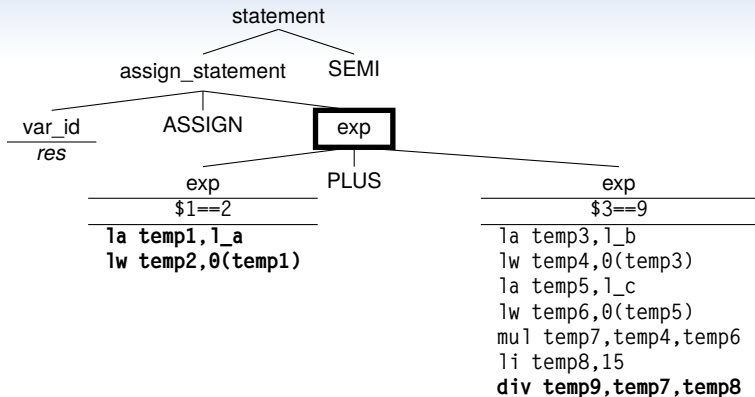 statement
assign_statement SEMI
var_id ASSIGN exp
res
exp PLUS exp
$1==2 $3==9
la temp1,l_a la temp3,l_b
lw temp2,0(temp1) lw temp4,0(temp3)
la temp5,l_c
lw temp6,0(temp5)
mul temp7,temp4,temp6
li temp8,15
div temp9,temp7,temp8